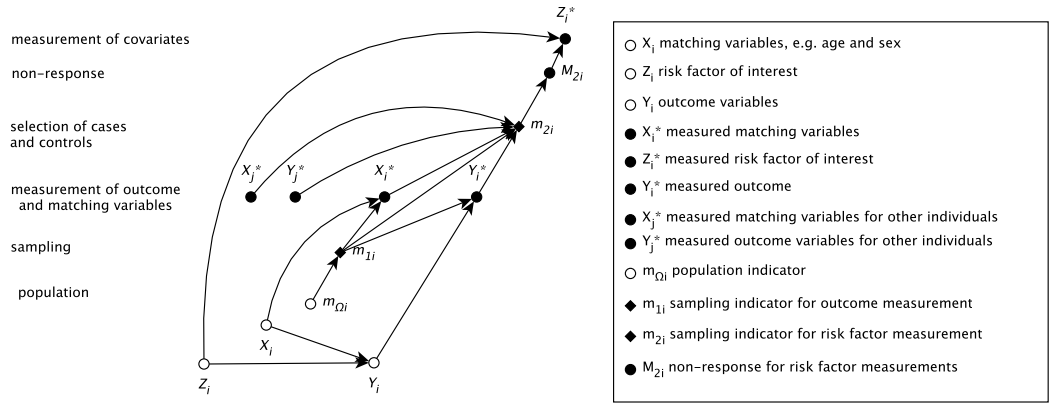 Z_i^*
measurement of covariates
non-response
M_2i
selection of cases
and controls
m_2i
X_j^* Y_j^* X_i^* Y_i^*
measurement of outcome
and matching variables
sampling
m_1i
population
m_Ωi
X_i
Z_i
Y_i
X_i matching variables, e.g. age and sex
Z_i risk factor of interest
Y_i outcome variables
X_i^* measured matching variables
Z_i^* measured risk factor of interest
Y_i^* measured outcome
X_j^* measured matching variables for other individuals
Y_j^* measured outcome variables for other individuals
m_Ωi population indicator
m_1i sampling indicator for outcome measurement
m_2i sampling indicator for risk factor measurement
M_2i non-response for risk factor measurements